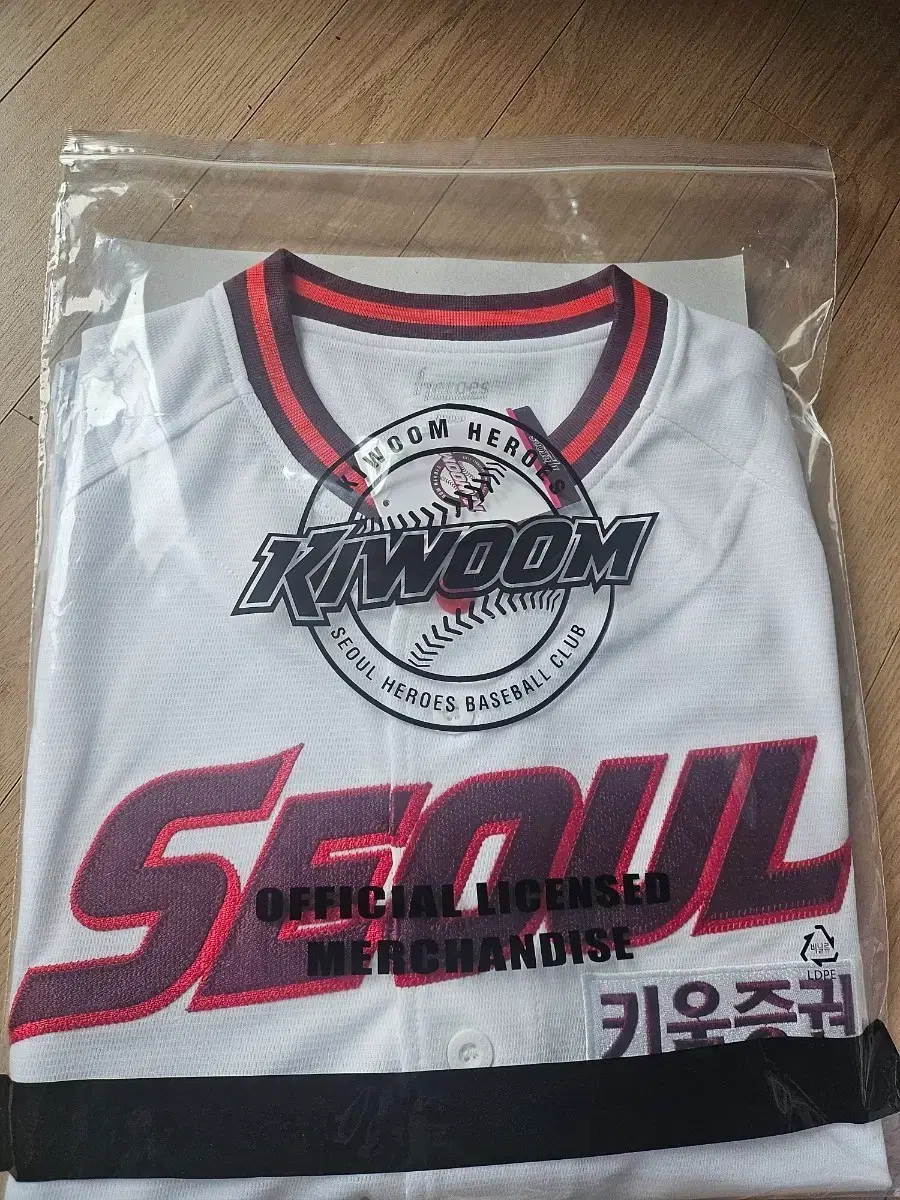 heroes
KIWOOM HEROES
KIWOOM
SEOUL HEROES BASEBALL CLUB
SEOUL
OFFICIAL LICENSED
MERCHANDISE
비닐류
LDPE
키움증권